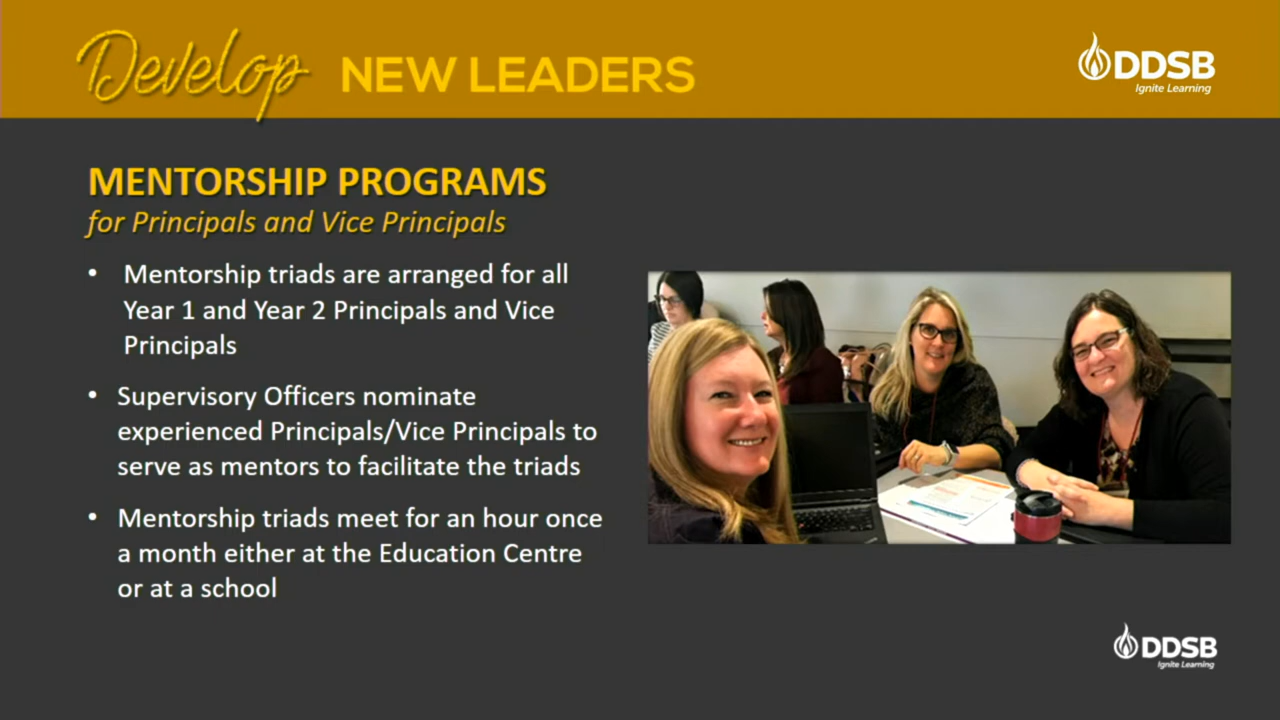 Develop NEW LEADERS
DDSB
Ignite Learning
MENTORSHIP PROGRAMS
for Principals and Vice Principals
• Mentorship triads are arranged for all
Year 1 and Year 2 Principals and Vice
Principals
• Supervisory Officers nominate
experienced Principals/Vice Principals to
serve as mentors to facilitate the triads
• Mentorship triads meet for an hour once
a month either at the Education Centre
or at a school
DDSB
Ignite Learning